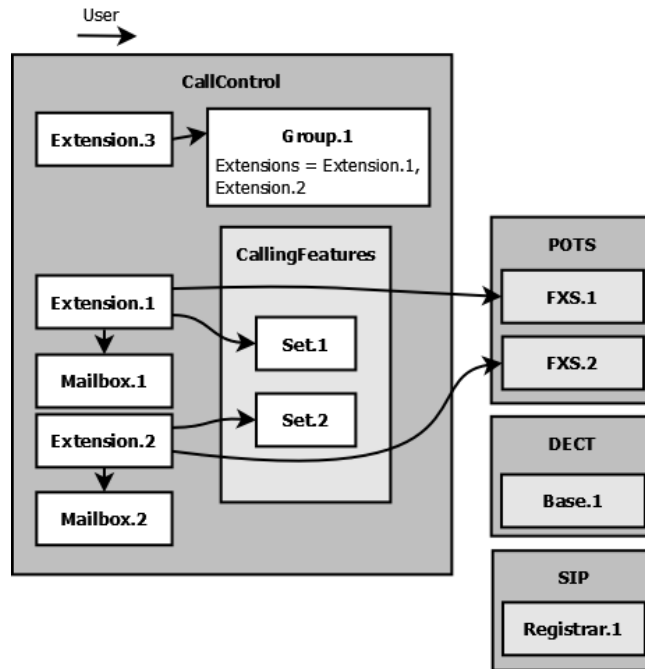 User
CallControl
Extension.3
Group.1
Extensions = Extension.1,
Extension.2
CallingFeatures
Extension.1
Set.1
Mailbox.1
Set.2
Extension.2
Mailbox.2
POTS
FXS.1
FXS.2
DECT
Base.1
SIP
Registrar.1